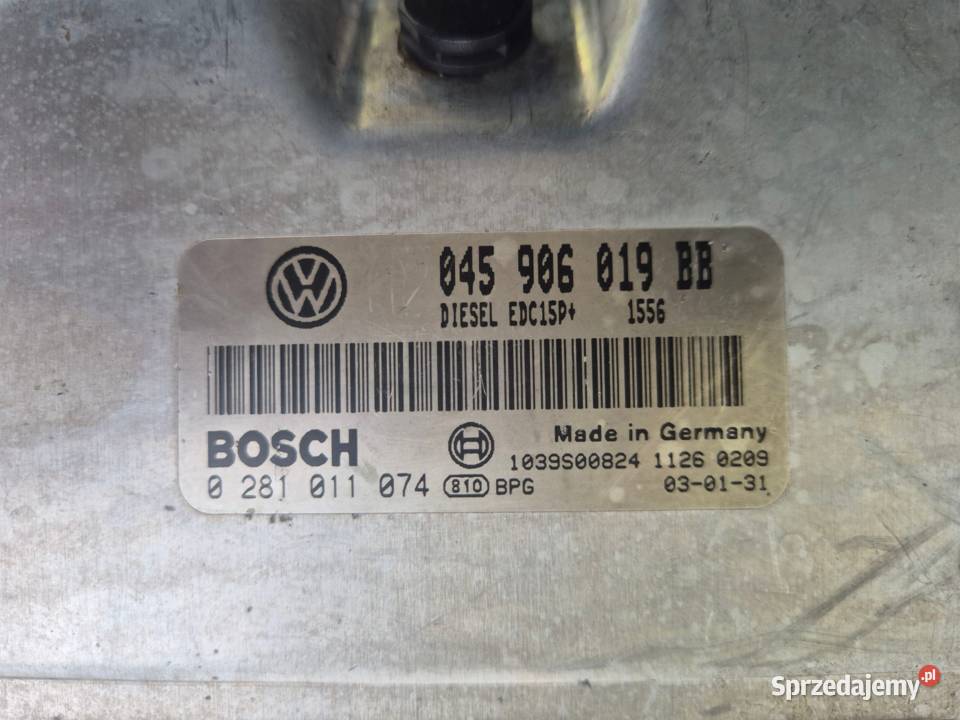 045 906 019 BB
DIESEL EDC15P+ 1556
BOSCH
Made in Germany
1039S00824 1126 0209
0 281 011 074 810 BPG 03-01-31
Sprzedajemy.pl